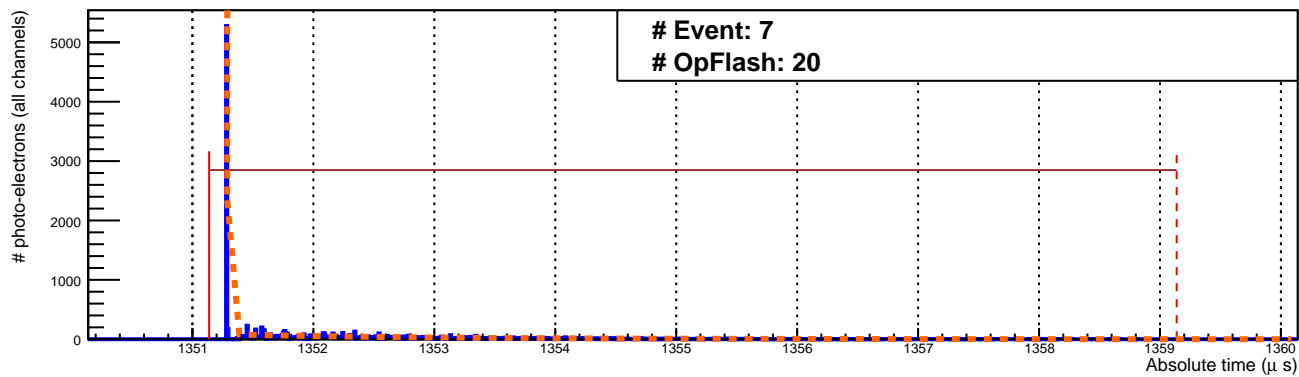 # Event: 7
# OpFlash: 20
# photo-electrons (all channels)
5000
4000
3000
2000
1000
0
1351 1352 1353 1354 1355 1356 1357 1358 1359 1360
Absolute time (μ s)